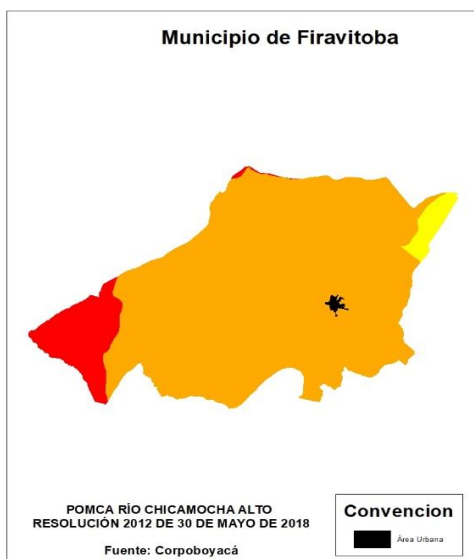 Municipio de Firavitoba
POMCA RÍO CHICAMOCHA ALTO
RESOLUCIÓN 2012 DE 30 DE MAYO DE 2018
Fuente: Corpoboyacá
Convencion
Área Urbana